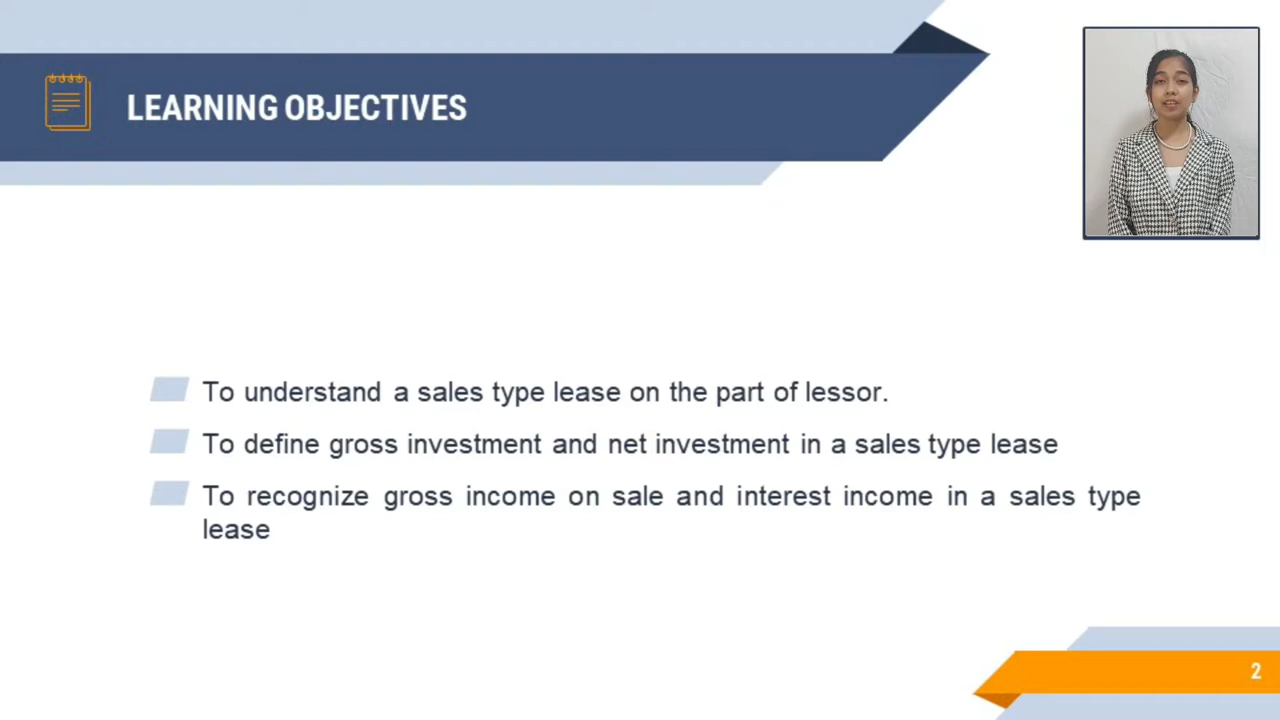 LEARNING OBJECTIVES
To understand a sales type lease on the part of lessor.
To define gross investment and net investment in a sales type lease
To recognize gross income on sale and interest income in a sales type
lease
2